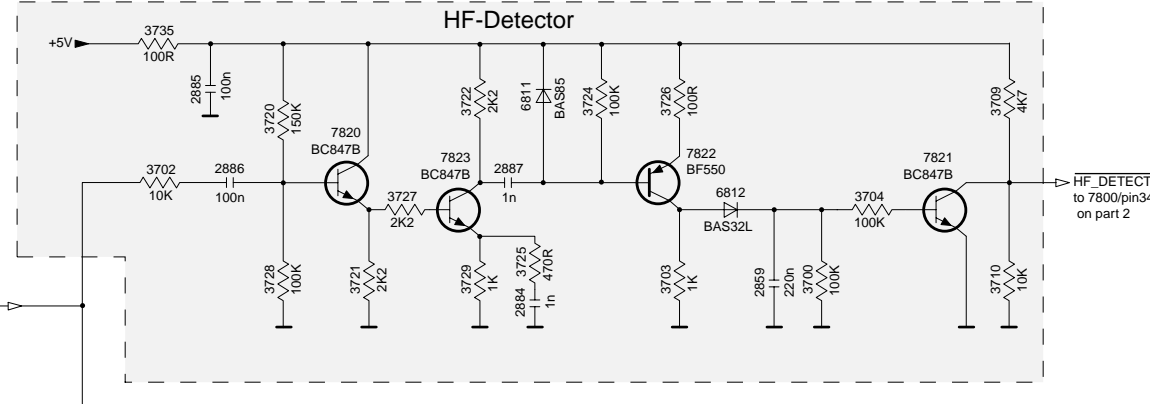 HF-Detector
+5V
3735
100R
2885
100n
3720
150K
7820
BC847B
3722
2K2
6811
BAS85
3724
100K
3726
100R
3709
4K7
3702
10K
2886
100n
7823
BC847B
2887
1n
7822
BF550
7821
BC847B
3727
2K2
6812
BAS32L
3704
100K
HF_DETECT
to 7800/pin34
on part 2
3728
100K
3721
2K2
3729
1K
3725
470R
2884
1n
3703
1K
2859
220n
3700
100K
3710
10K